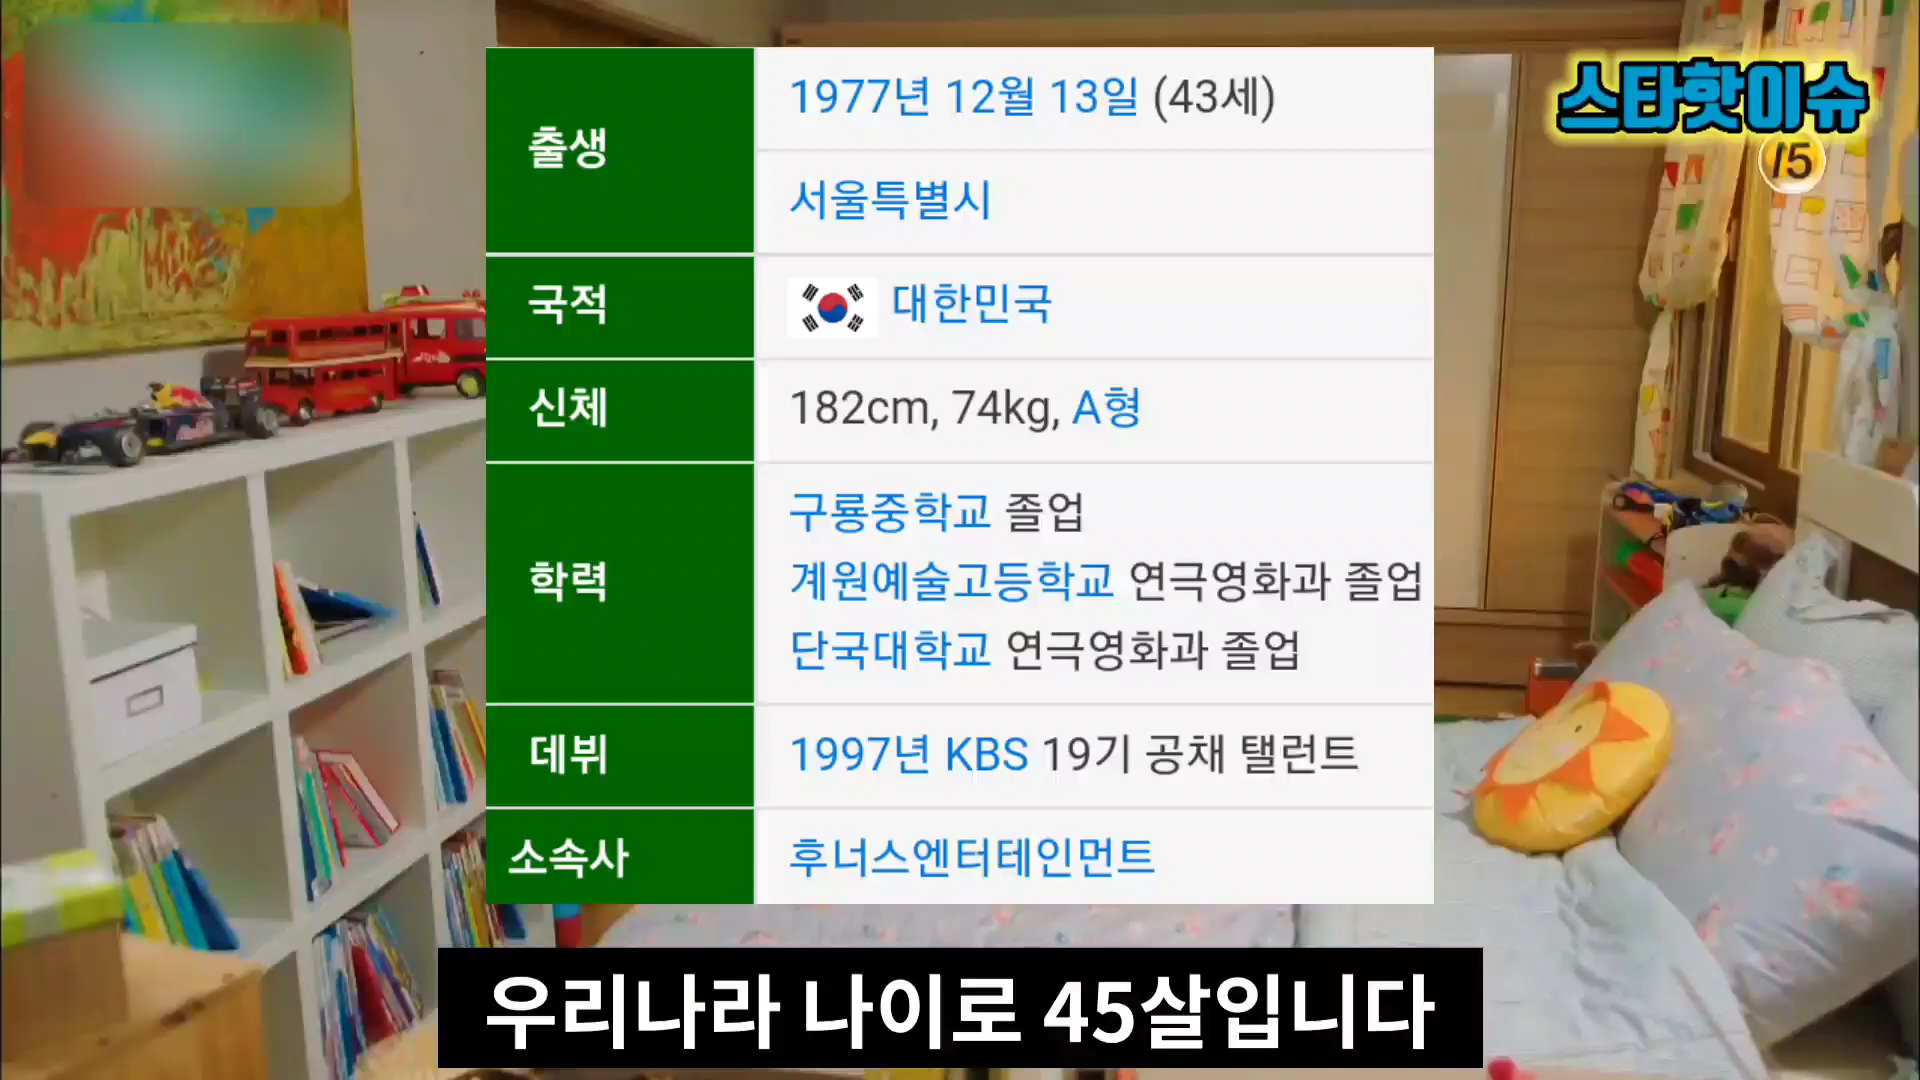 스타핫이슈
15
출생
1977년 12월 13일 (43세)
서울특별시
국적
대한민국
신체
182cm, 74kg, A형
학력
구룡중학교 졸업
계원예술고등학교 연극영화과 졸업
단국대학교 연극영화과 졸업
데뷔
1997년 KBS 19기 공채 탤런트
소속사
후너스엔터테인먼트
우리나라 나이로 45살입니다